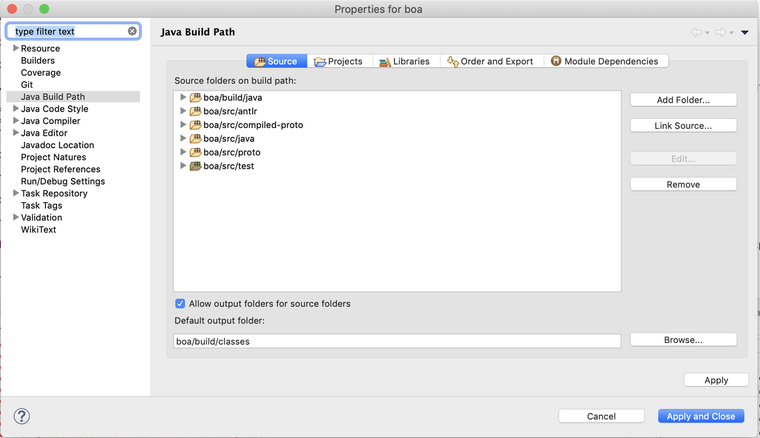 Properties for boa
type filter text
Java Build Path
Resource
Builders
Coverage
Git
Java Build Path
Java Code Style
Java Compiler
Java Editor
Javadoc Location
Project Natures
Project References
Run/Debug Settings
Task Repository
Task Tags
Validation
WikiText
Source
Projects
Libraries
Order and Export
Module Dependencies
Source folders on build path:
boa/build/java
boa/src/antlr
boa/src/compiled-proto
boa/src/java
boa/src/proto
boa/src/test
Add Folder...
Link Source...
Edit...
Remove
Allow output folders for source folders
Default output folder:
boa/build/classes
Browse...
Apply
?
Cancel
Apply and Close